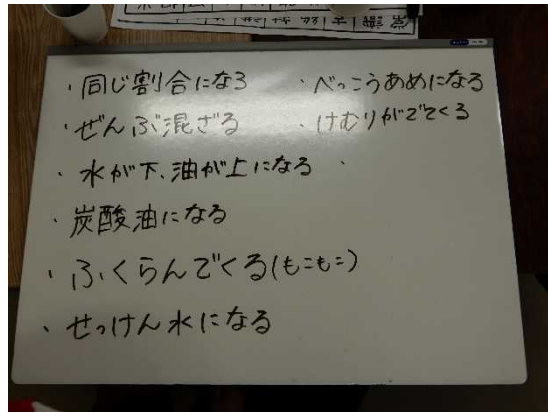 ・同じ割合になる
・ぜんぶ混ざる
・水が下、油が上になる
・炭酸油になる
・ふくらんでくる(もこもこ)
・せっけん水になる
・べっこうあめになる
・けむりがでてくる
・